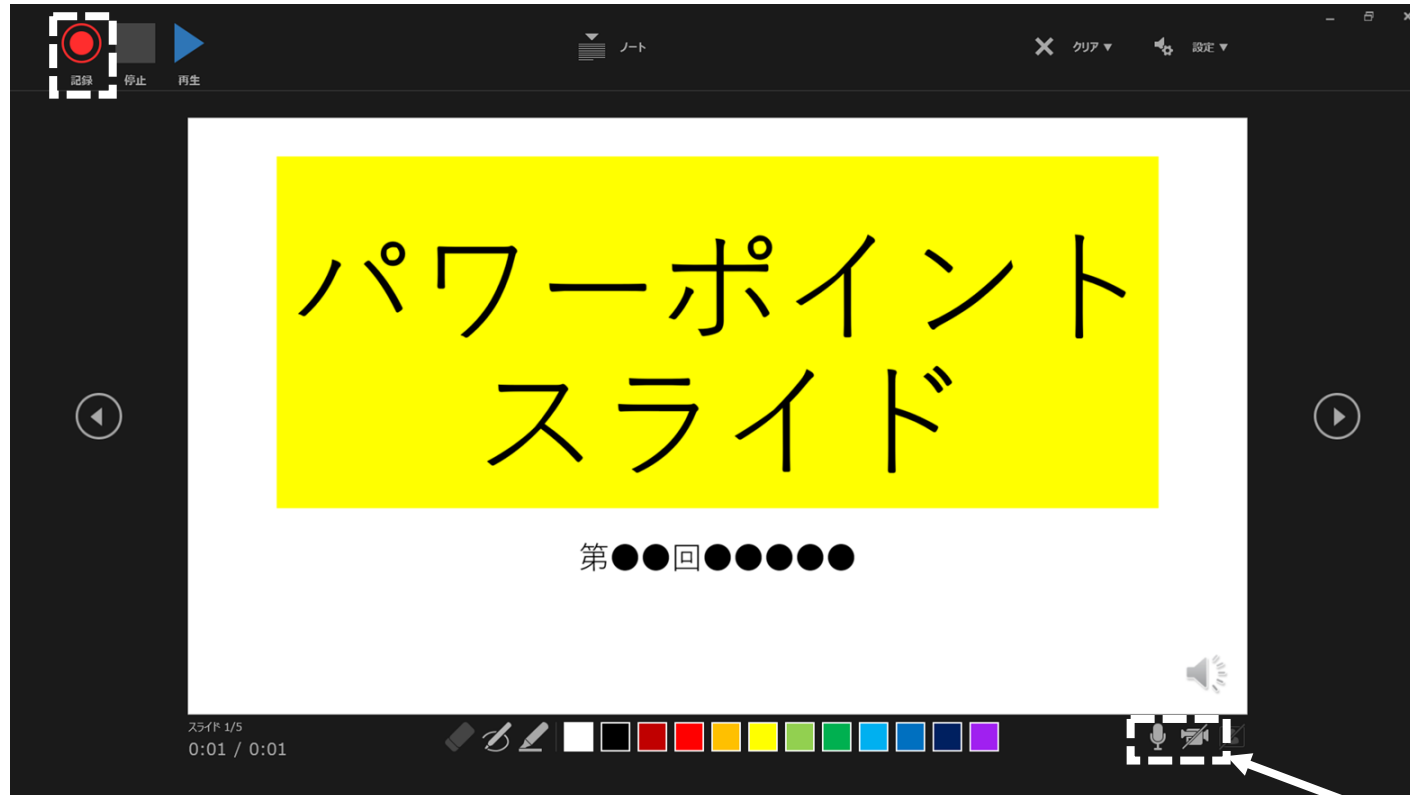 記録 停止 再生
ノート
クリア▼ 設定▼
パワーポイント
スライド
第●●回●●●●●
スライド 1/5
0:01 / 0:01